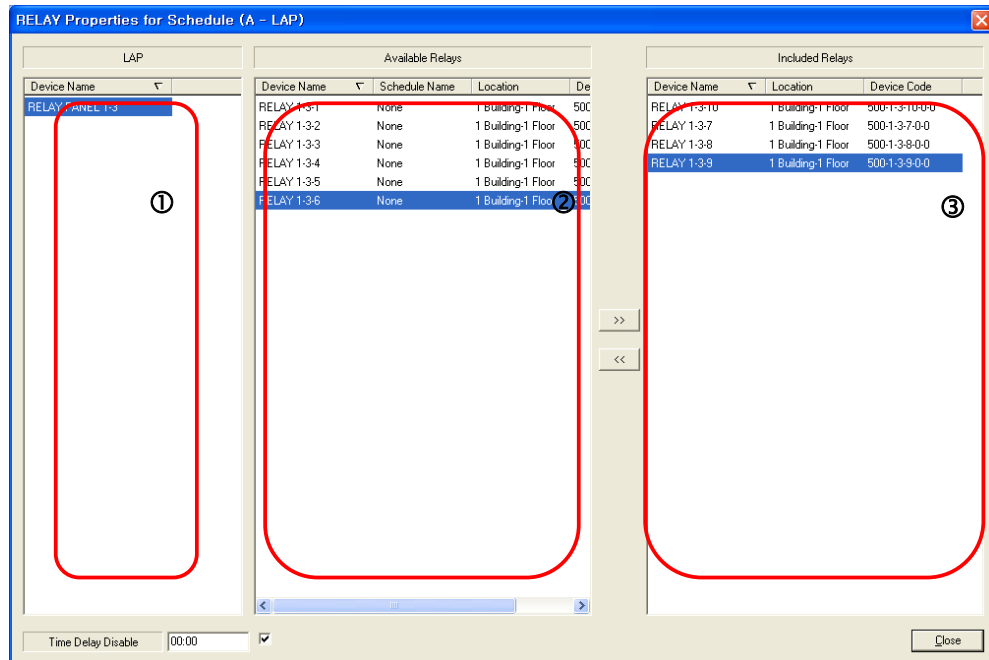 RELAY Properties for Schedule (A - LAP)
LAP
Device Name
RELAY PANEL 1-3
①
Available Relays
Device Name Schedule Name Location De
RELAY 1-3-1 None 1 Building-1 Floor 500
RELAY 1-3-2 None 1 Building-1 Floor 500
RELAY 1-3-3 None 1 Building-1 Floor 500
RELAY 1-3-4 None 1 Building-1 Floor 500
RELAY 1-3-5 None 1 Building-1 Floor 500
RELAY 1-3-6 None 1 Building-1 Floor 500
②
>>
<<
Included Relays
Device Name Location Device Code
RELAY 1-3-10 1 Building-1 Floor 500-1-3-10-0-0
RELAY 1-3-7 1 Building-1 Floor 500-1-3-7-0-0
RELAY 1-3-8 1 Building-1 Floor 500-1-3-8-0-0
RELAY 1-3-9 1 Building-1 Floor 500-1-3-9-0-0
③
Time Delay Disable 00:00
Close